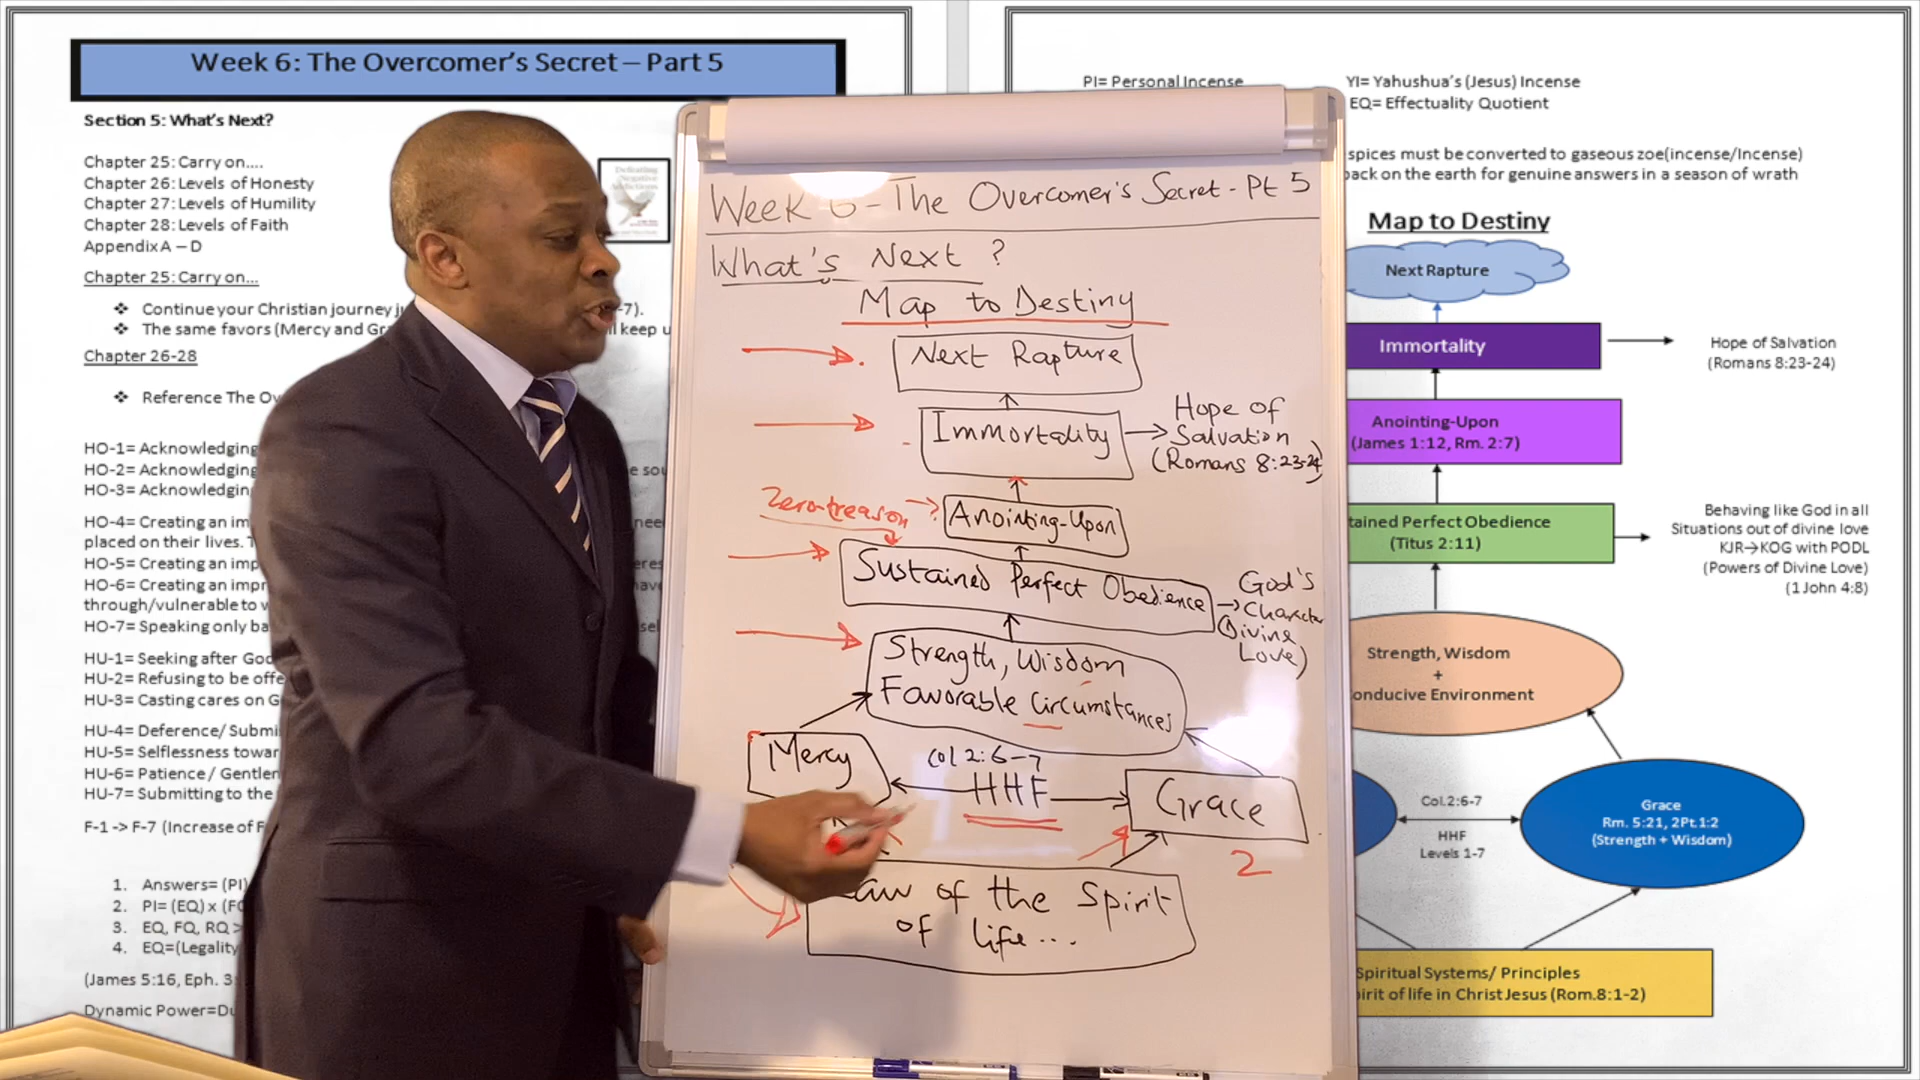 Week 6: The Overcomer's Secret – Part 5
Section 5: What's Next?
Chapter 25: Carry on....
Chapter 26: Levels of Honesty
Chapter 27: Levels of Humility
Chapter 28: Levels of Faith
Appendix A – D
Defeating
Negative
Addictions
Chapter 25: Carry on...
Continue your Christian journey
-7).
The same favors (Mercy and
keep
Chapter 26-28
Reference The
HO-1= Acknowledging
HO-2= Acknowledging
HO-3= Acknowledging
HO-4= Creating an
placed on their lives.
HO-5= Creating an
HO-6= Creating an
through/vulnerable to
HO-7= Speaking only
HU-1= Seeking after
HU-2= Refusing to be
HU-3= Casting cares on
HU-4= Deference/
HU-5= Selflessness
HU-6= Patience /
HU-7= Submitting to the
F-1 -> F-7 (Increase of
1. Answers= (PI)
2. PI= (EQ) x
3. EQ, FQ, RQ >
4. EQ=(Legality
(James 5:16, Eph. 3:
Dynamic
Week 6 - The Overcomer's Secret - Pt 5
What's Next ?
Map to Destiny
Next Rapture
Immortality
Hope of
Salvation
(Romans 8:23-24)
Zero-treason
?
Anointing-Upon
Sustained Perfect Obedience
God's
Character
(Divine
Love)
Strength, Wisdom
Favorable Circumstances
Mercy
Col 2:6-7
HHF
Grace
2
Law of the Spirit
of life...
PI= Personal Incense
YI= Yahushua's (Jesus) Incense
EQ= Effectuality Quotient
spices must be converted to gaseous zoe(incense/Incense)
back on the earth for genuine answers in a season of wrath
Map to Destiny
Next Rapture
Immortality
Hope of Salvation
(Romans 8:23-24)
Anointing-Upon
(James 1:12, Rm. 2:7)
Perfect Obedience
(Titus 2:11)
Behaving like God in all
Situations out of divine love
KJR→KOG with PODL
(Powers of Divine Love)
(1 John 4:8)
Strength, Wisdom
+
Environment
Col.2:6-7
HHF
Levels 1-7
Grace
Rm. 5:21, 2Pt.1:2
(Strength + Wisdom)
Spiritual Systems/ Principles
of life in Christ Jesus (Rom.8:1-2)